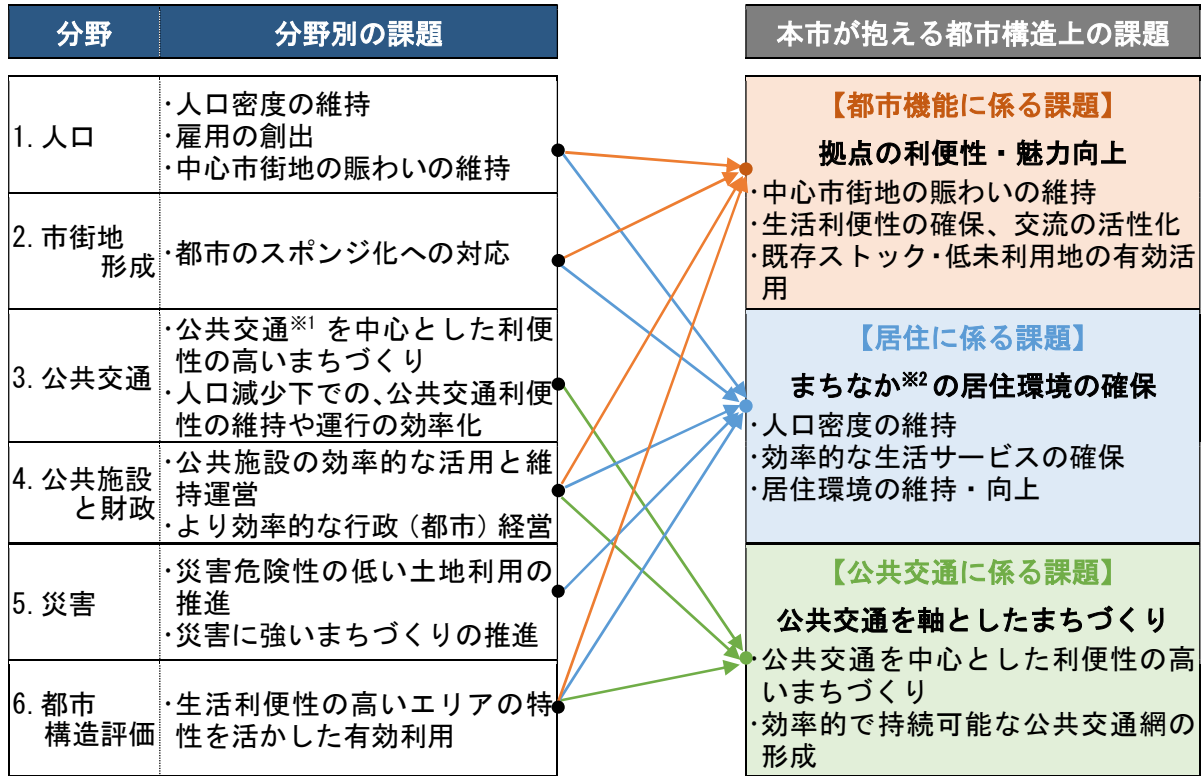 分野 分野別の課題
1. 人口
・人口密度の維持
・雇用の創出
・中心市街地の賑わいの維持
2. 市街地
形成
・都市のスポンジ化への対応
3. 公共交通
・公共交通※1 を中心とした利便
性の高いまちづくり
・人口減少下での、公共交通利便
性の維持や運行の効率化
4. 公共施設
と財政
・公共施設の効率的な活用と維
持運営
・より効率的な行政（都市）経営
5. 災害
・災害危険性の低い土地利用の
推進
・災害に強いまちづくりの推進
6. 都市
構造評価
・生活利便性の高いエリアの特
性を活かした有効利用
本市が抱える都市構造上の課題
【都市機能に係る課題】
拠点の利便性・魅力向上
・中心市街地の賑わいの維持
・生活利便性の確保、交流の活性化
・既存ストック・低未利用地の有効活
用
【居住に係る課題】
まちなか※2 の居住環境の確保
・人口密度の維持
・効率的な生活サービスの確保
・居住環境の維持・向上
【公共交通に係る課題】
公共交通を軸としたまちづくり
・公共交通を中心とした利便性の高
いまちづくり
・効率的で持続可能な公共交通網の
形成